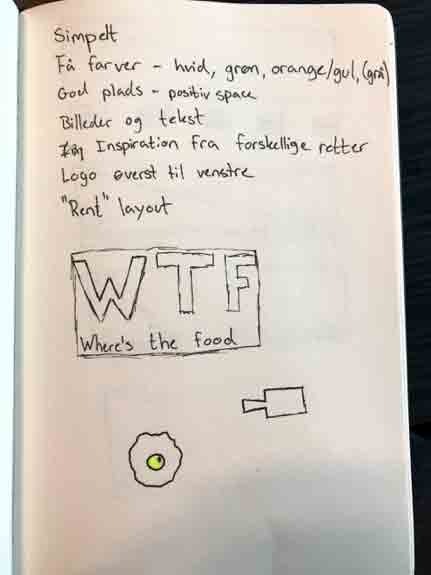 Simpelt
Få farver - hvid, grøn, orange/gul, (grå)
God plads - positiv space
Billeder og tekst
Inspiration fra forskellige retter
Logo øverst til venstre
"Rent" layout
WTF
Where's the food